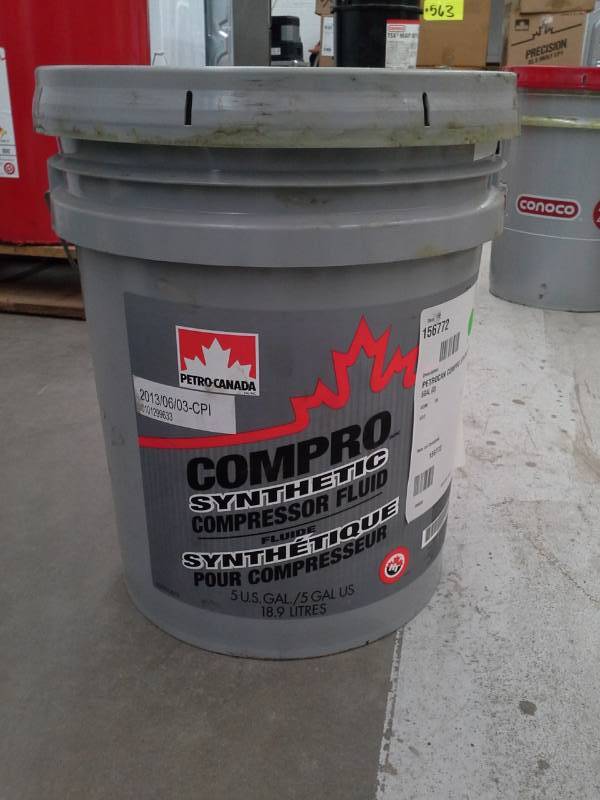 .563
PRECISION
conoco
PETRO-CANADA
2013/06/03-CPI
156772
COMPRO
SYNTHETIC
COMPRESSOR FLUID
FLUIDE
SYNTHÉTIQUE
POUR COMPRESSEUR
5 U.S. GAL./5 GAL US
18.9 LITRES